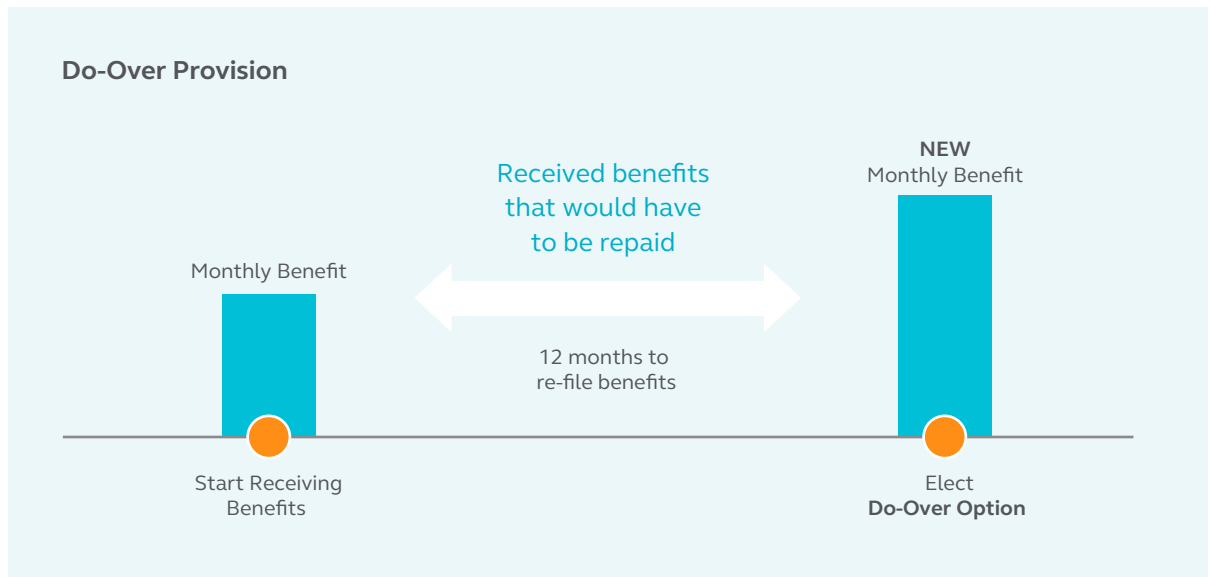 Do-Over Provision
NEW
Monthly Benefit
Received benefits
that would have
to be repaid
Monthly Benefit
12 months to
re-file benefits
Start Receiving
Benefits
Elect
Do-Over Option